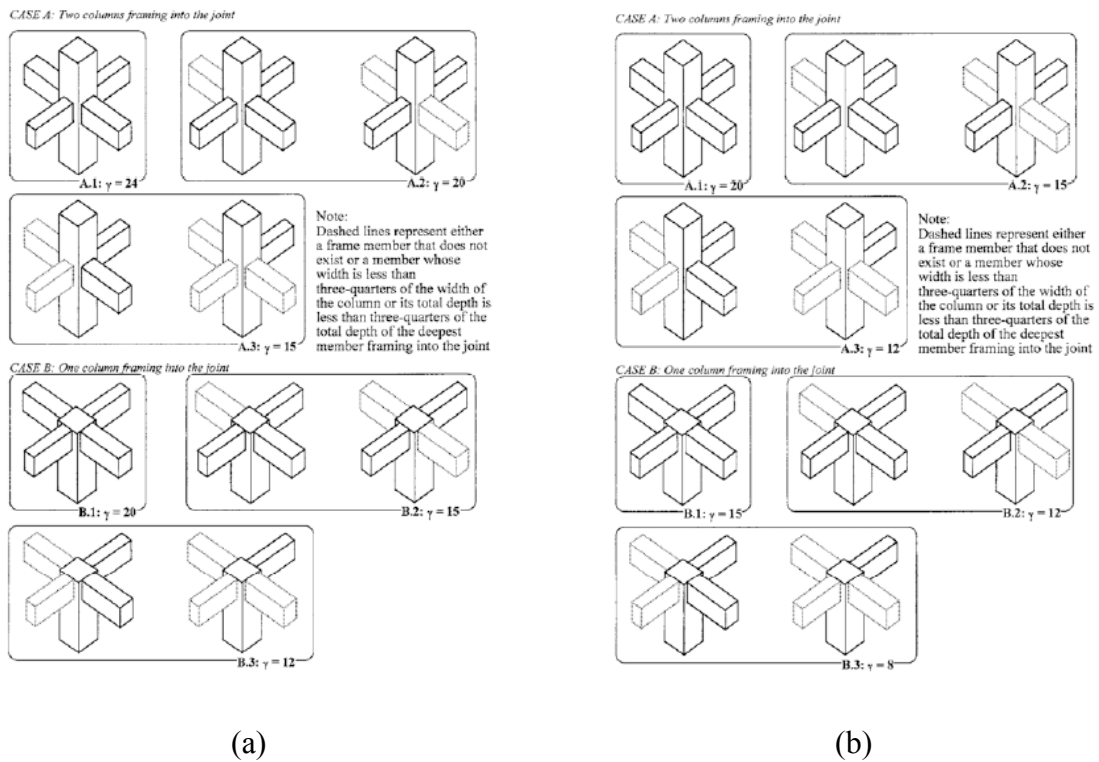 CASE A: Two columns framing into the joint
A.1: γ = 24
A.2: γ = 20
A.3: γ = 15
Note:
Dashed lines represent either
a frame member that does not
exist or a member whose
width is less than
three-quarters of the width of
the column or its total depth is
less than three-quarters of the
total depth of the deepest
member framing into the joint
CASE B: One column framing into the joint
B.1: γ = 20
B.2: γ = 15
B.3: γ = 12
(a)
CASE A: Two columns framing into the joint
A.1: γ = 20
A.2: γ = 15
A.3: γ = 12
Note:
Dashed lines represent either
a frame member that does not
exist or a member whose
width is less than
three-quarters of the width of
the column or its total depth is
less than three-quarters of the
total depth of the deepest
member framing into the joint
CASE B: One column framing into the joint
B.1: γ = 15
B.2: γ = 12
B.3: γ = 8
(b)